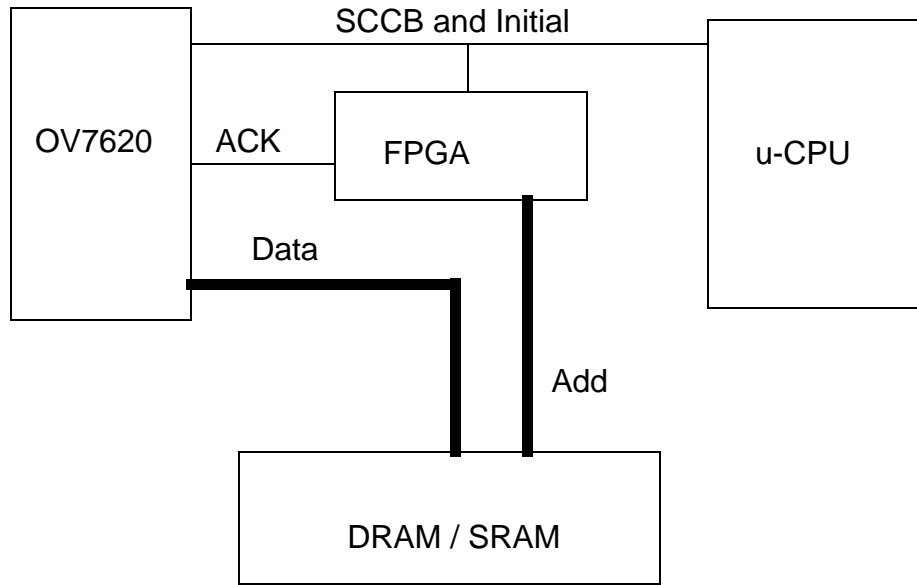 SCCB and Initial
OV7620
ACK
FPGA
u-CPU
Data
Add
DRAM / SRAM